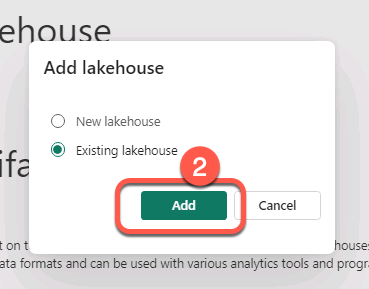 ehouse
Add lakehouse
New lakehouse
Existing lakehouse
2
ifa
Add
Cancel
t on t
houses
ata formats and can be used with various analytics tools and progra